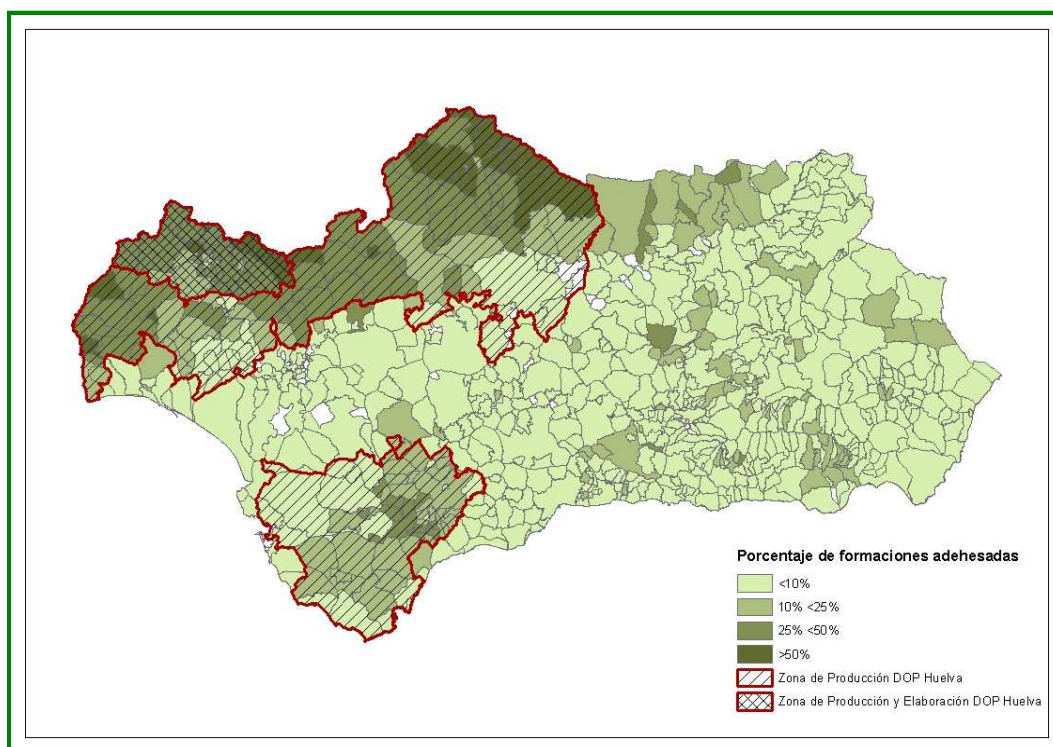 Porcentaje de formaciones adehesadas
<10%
10% <25%
25% <50%
>50%
Zona de Producción DOP Huelva
Zona de Producción y Elaboración DOP Huelva